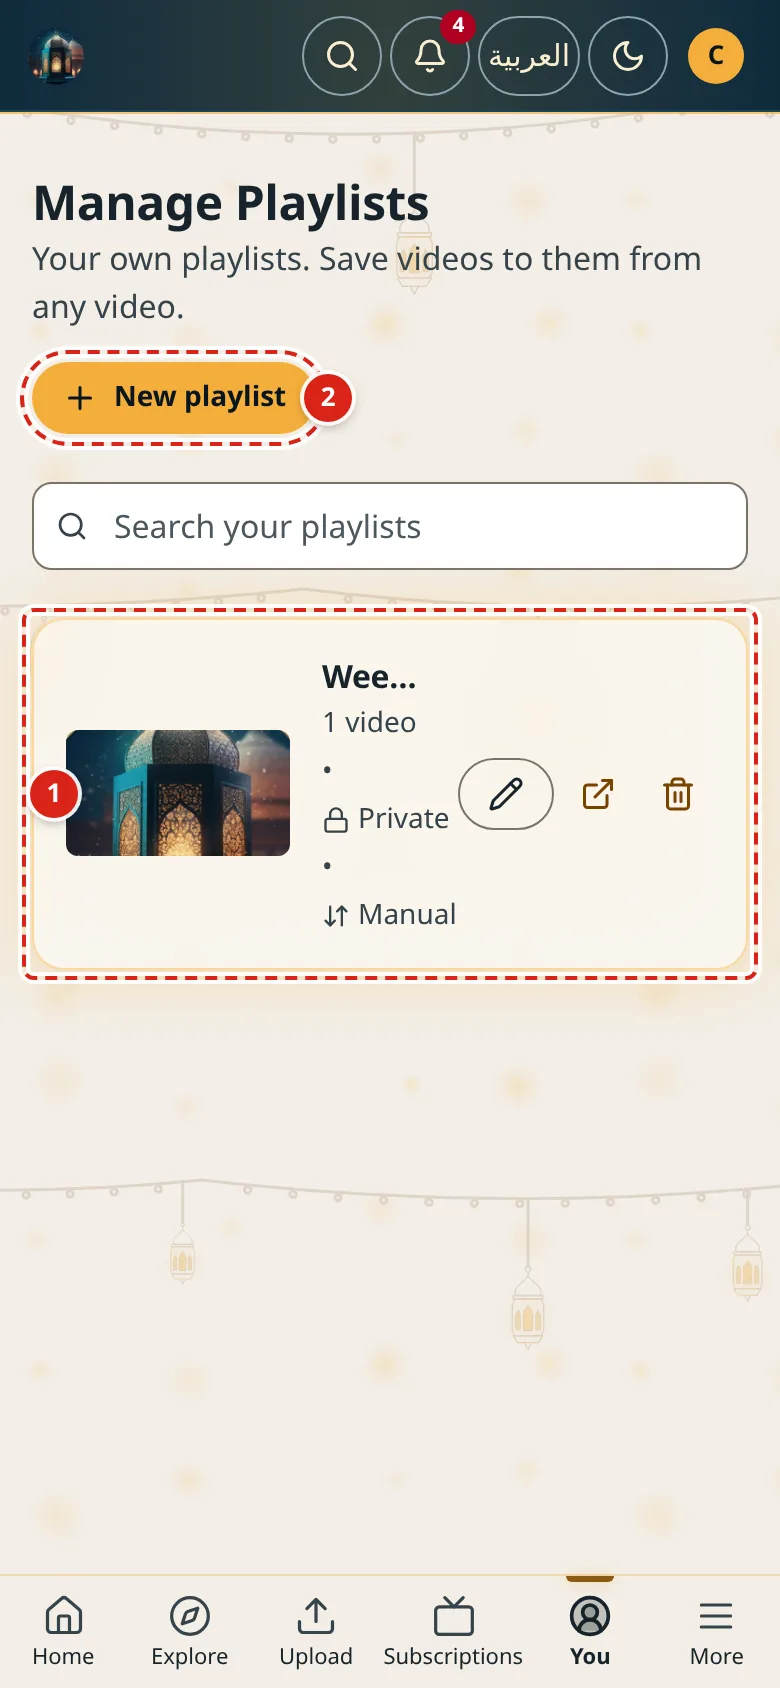 4
العربية
C
Manage Playlists
Your own playlists. Save videos to them from
any video.
New playlist
2
Search your playlists
Wee...
1 video
•
1
Private
•
Manual
Home
Explore
Upload
Subscriptions
You
More